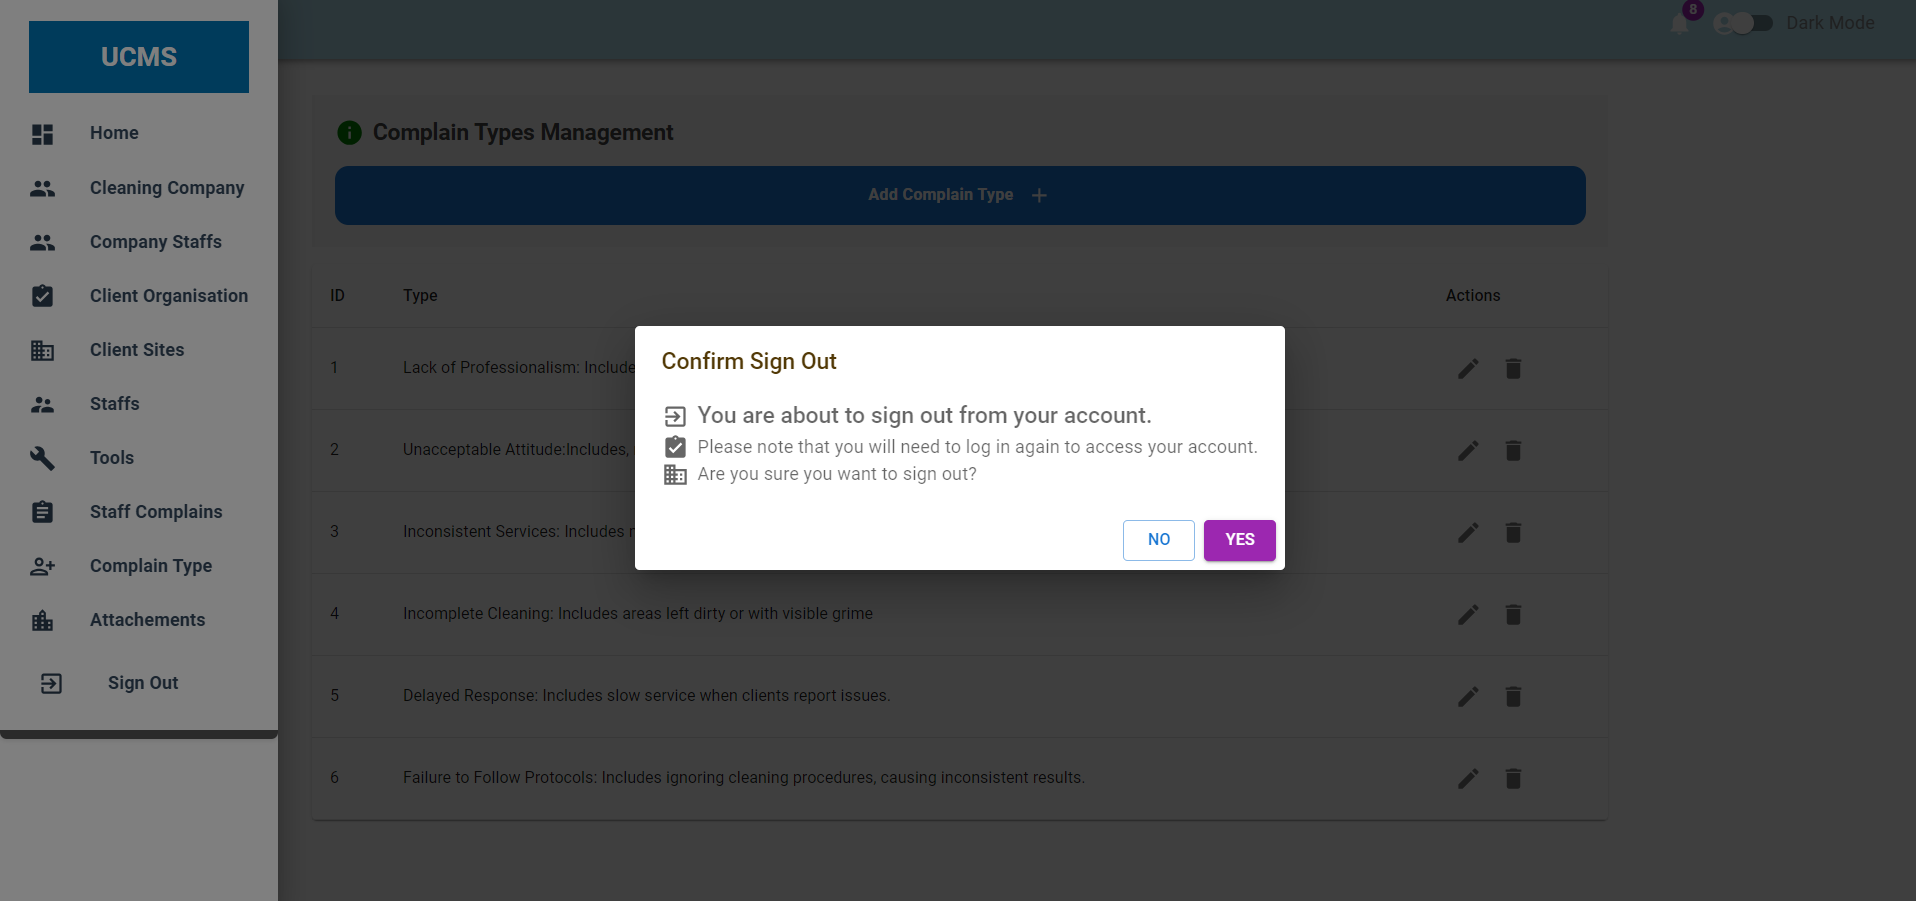 UCMS
Home
Cleaning Company
Company Staffs
Client Organisation
Client Sites
Staffs
Tools
Staff Complains
Complain Type
Attachements
Sign Out
8
Dark Mode
Complain Types Management
Add Complain Type +
ID Type Actions
1 Lack of Professionalism: Include
2 Unacceptable Attitude:Includes,
3 Inconsistent Services: Includes
4 Incomplete Cleaning: Includes areas left dirty or with visible grime
5 Delayed Response: Includes slow service when clients report issues.
6 Failure to Follow Protocols: Includes ignoring cleaning procedures, causing inconsistent results.
Confirm Sign Out
You are about to sign out from your account.
Please note that you will need to log in again to access your account.
Are you sure you want to sign out?
NO YES